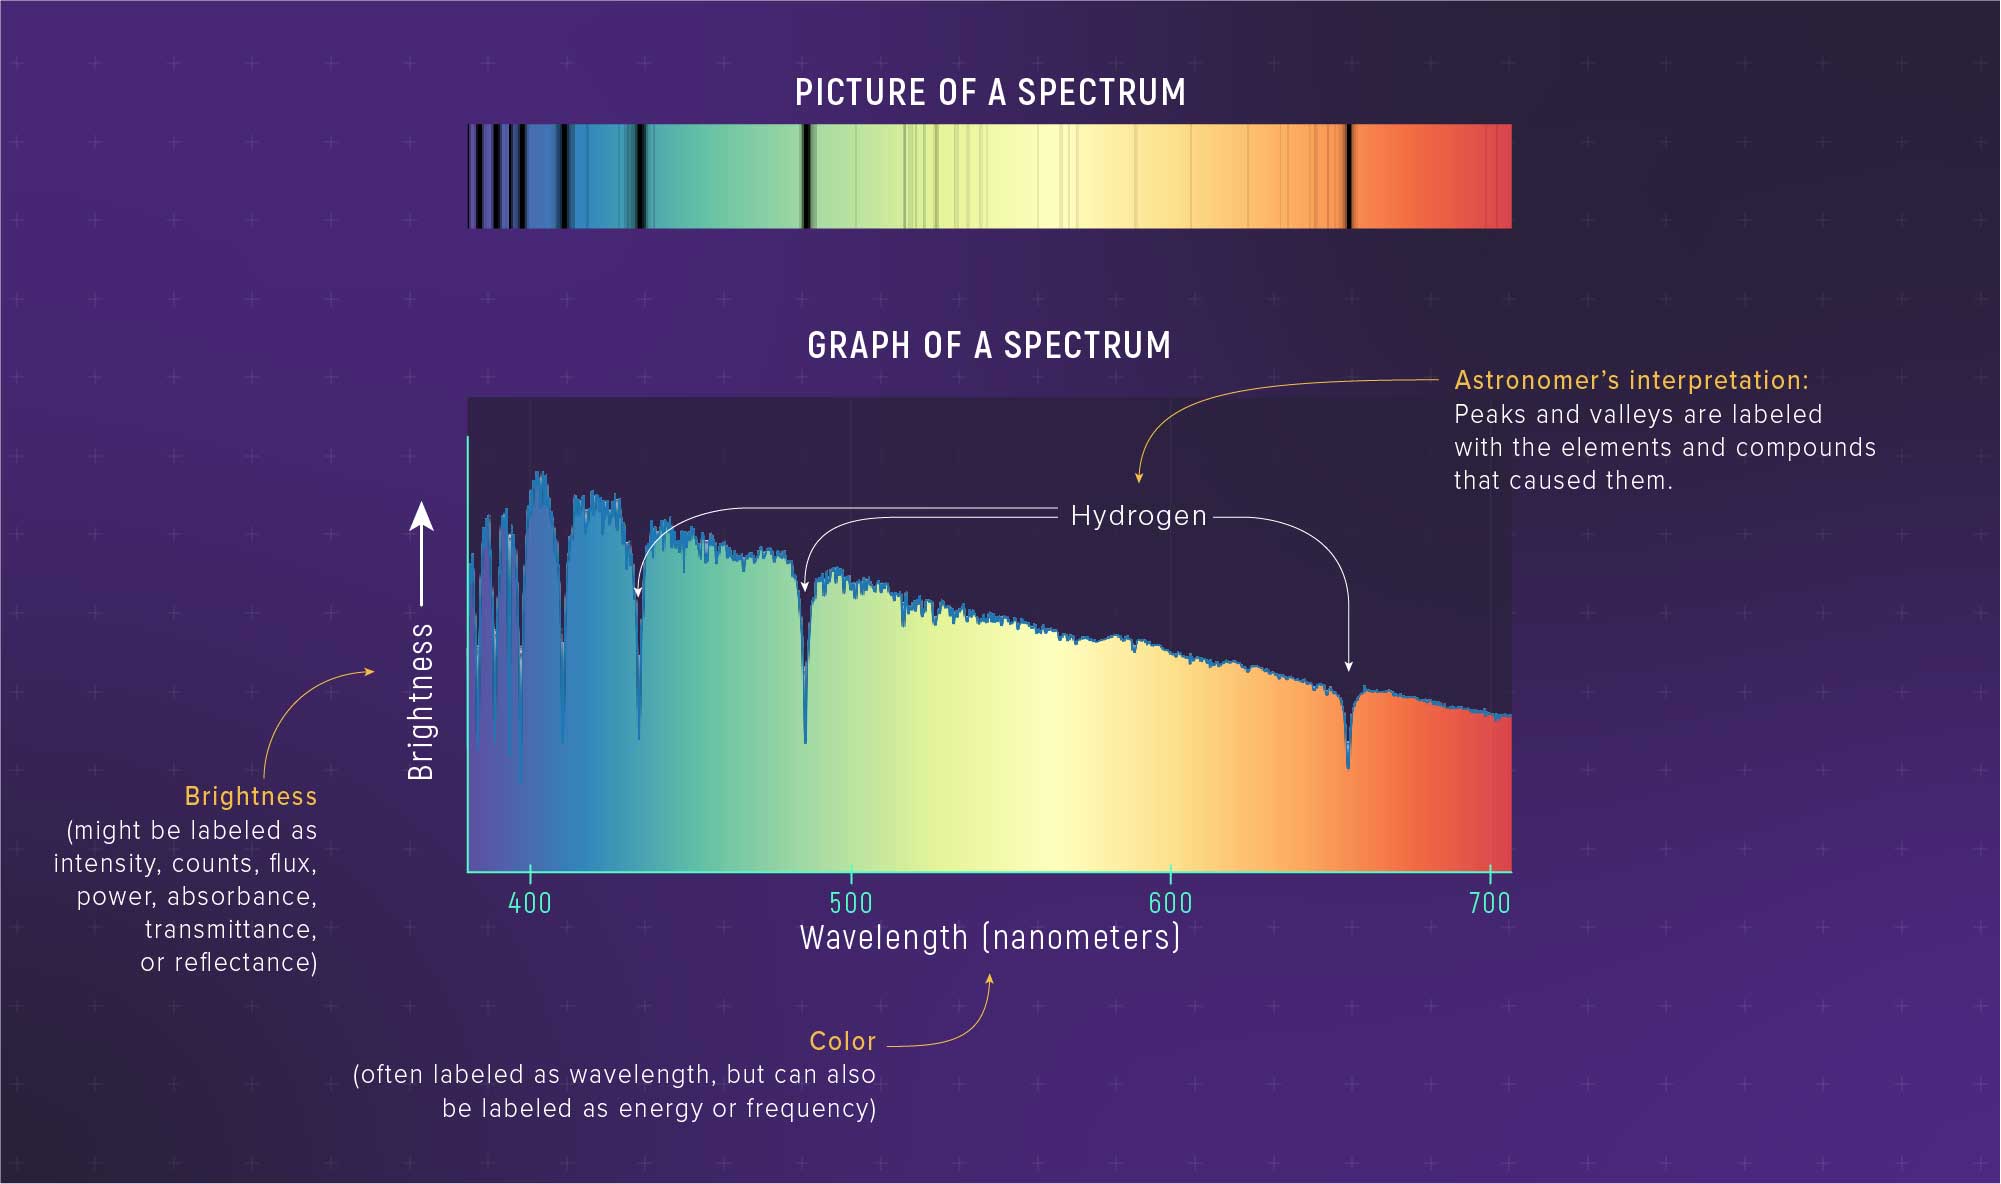 PICTURE OF A SPECTRUM
GRAPH OF A SPECTRUM
Astronomer’s interpretation:
Peaks and valleys are labeled
with the elements and compounds
that caused them.
Hydrogen
Brightness
Brightness
(might be labeled as
intensity, counts, flux,
power, absorbance,
transmittance,
or reflectance)
400 500 600 700
Wavelength (nanometers)
Color
(often labeled as wavelength, but can also
be labeled as energy or frequency)